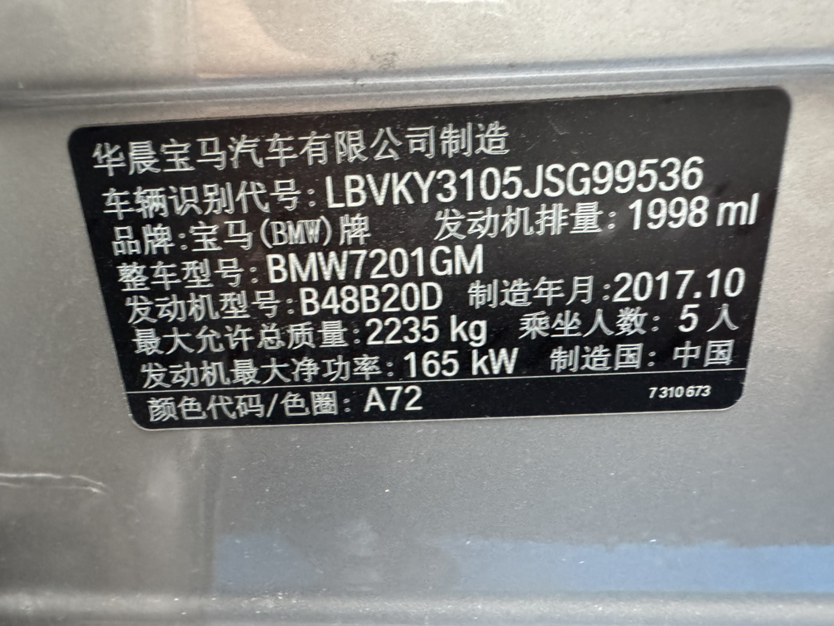 华晨宝马汽车有限公司制造
车辆识别代号: LBVKY3105JSG99536
品牌:宝马(BMW)牌 发动机排量: 1998 ml
整车型号: BMW7201GM
发动机型号: B48B20D 制造年月:2017.10
最大允许总质量: 2235 kg 乘坐人数: 5 人
发动机最大净功率: 165 kW 制造国: 中国
颜色代码/色圈: A72 7 310 673